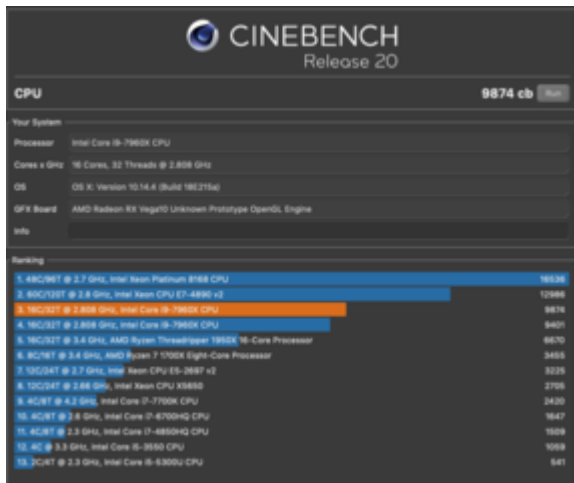 CINEBENCH
Release 20
CPU 9874 cb Run
Your System
Processor Intel Core i9-7960X CPU
Cores x GHz 16 Cores, 32 Threads @ 2.808 GHz
OS OS X: Version 10.14.4 (Build 18E215a)
GFX Board AMD Radeon RX Vega10 Unknown Prototype OpenGL Engine
Info
Ranking
1. 48C/96T @ 2.7 GHz, Intel Xeon Platinum 8168 CPU 16536
2. 60C/120T @ 2.8 GHz, Intel Xeon CPU E7-4890 v2 12986
3. 16C/32T @ 2.808 GHz, Intel Core i9-7960X CPU 9874
4. 16C/32T @ 2.808 GHz, Intel Core i9-7960X CPU 9401
5. 16C/32T @ 3.4 GHz, AMD Ryzen Threadripper 1950X 16-Core Processor 6670
6. 8C/16T @ 3.4 GHz, AMD Ryzen 7 1700X Eight-Core Processor 3455
7. 12C/24T @ 2.7 GHz, Intel Xeon CPU E5-2697 v2 3225
8. 12C/24T @ 2.66 GHz, Intel Xeon CPU X5650 2705
9. 4C/8T @ 4.2 GHz, Intel Core i7-7700K CPU 2420
10. 4C/8T @ 2.6 GHz, Intel Core i7-6700HQ CPU 1647
11. 4C/8T @ 2.3 GHz, Intel Core i7-4850HQ CPU 1509
12. 4C @ 3.3 GHz, Intel Core i5-3550 CPU 1059
13. 2C/4T @ 2.3 GHz, Intel Core i5-5300U CPU 541